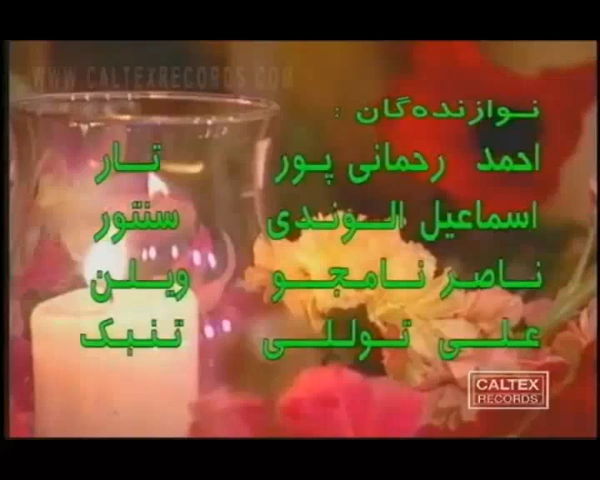 WWW.CALTEXRECORDS.COM
نوازنده‌گان :
احمد رحمانی پور تار
اسماعیل الوندی سنتور
ناصر نامجو ویلن
علی توللی تنبک
CALTEX
RECORDS